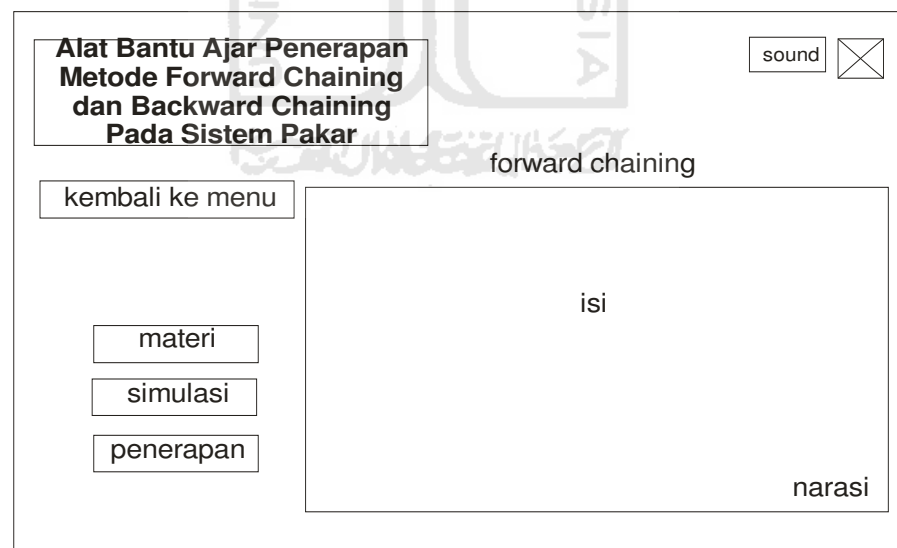 Alat Bantu Ajar Penerapan
Metode Forward Chaining
dan Backward Chaining
Pada Sistem Pakar
sound
forward chaining
kembali ke menu
isi
materi
simulasi
penerapan
narasi